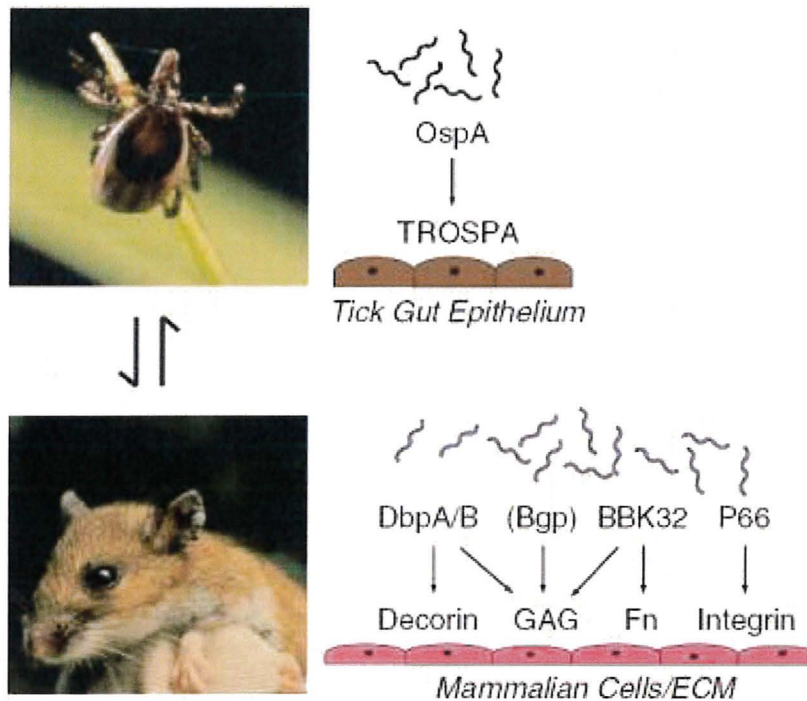 OspA
TROSPA
Tick Gut Epithelium
DbpA/B (Bgp) BBK32 P66
Decorin GAG Fn Integrin
Mammalian Cells/ECM